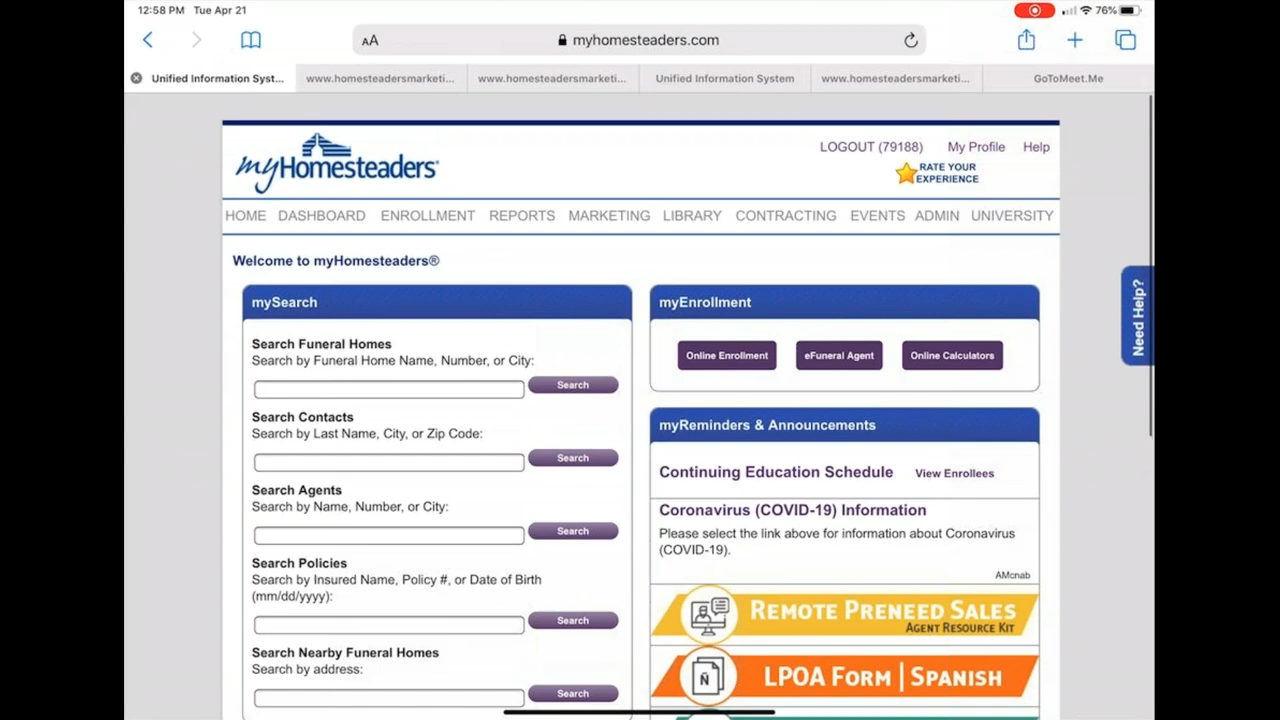 12:58 PM Tue Apr 21
76%
AA
myhomesteaders.com
Unified Information Syst...
www.homesteadersmarketi...
www.homesteadersmarketi...
Unified Information System
www.homesteadersmarketi...
GoToMeet.Me
myHomesteaders®
LOGOUT (79188) My Profile Help
RATE YOUR
EXPERIENCE
HOME DASHBOARD ENROLLMENT REPORTS MARKETING LIBRARY CONTRACTING EVENTS ADMIN UNIVERSITY
Welcome to myHomesteaders®
mySearch
Search Funeral Homes
Search by Funeral Home Name, Number, or City:
Search
Search Contacts
Search by Last Name, City, or Zip Code:
Search
Search Agents
Search by Name, Number, or City:
Search
Search Policies
Search by Insured Name, Policy #, or Date of Birth
(mm/dd/yyyy):
Search
Search Nearby Funeral Homes
Search by address:
Search
myEnrollment
Online Enrollment eFuneral Agent Online Calculators
myReminders & Announcements
Continuing Education Schedule View Enrollees
Coronavirus (COVID-19) Information
Please select the link above for information about Coronavirus
(COVID-19).
AMcnab
REMOTE PRENEED SALES
AGENT RESOURCE KIT
Ñ
LPOA FORM | SPANISH
Need Help?